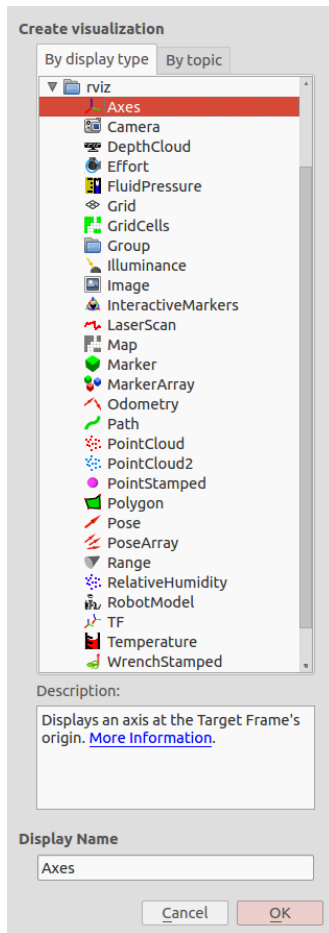 Create visualization
By display type By topic
rviz
Axes
Camera
DepthCloud
Effort
FluidPressure
Grid
GridCells
Group
Illuminance
Image
InteractiveMarkers
LaserScan
Map
Marker
MarkerArray
Odometry
Path
PointCloud
PointCloud2
PointStamped
Polygon
Pose
PoseArray
Range
RelativeHumidity
RobotModel
TF
Temperature
WrenchStamped
Description:
Displays an axis at the Target Frame's
origin. More Information.
Display Name
Axes
Cancel OK